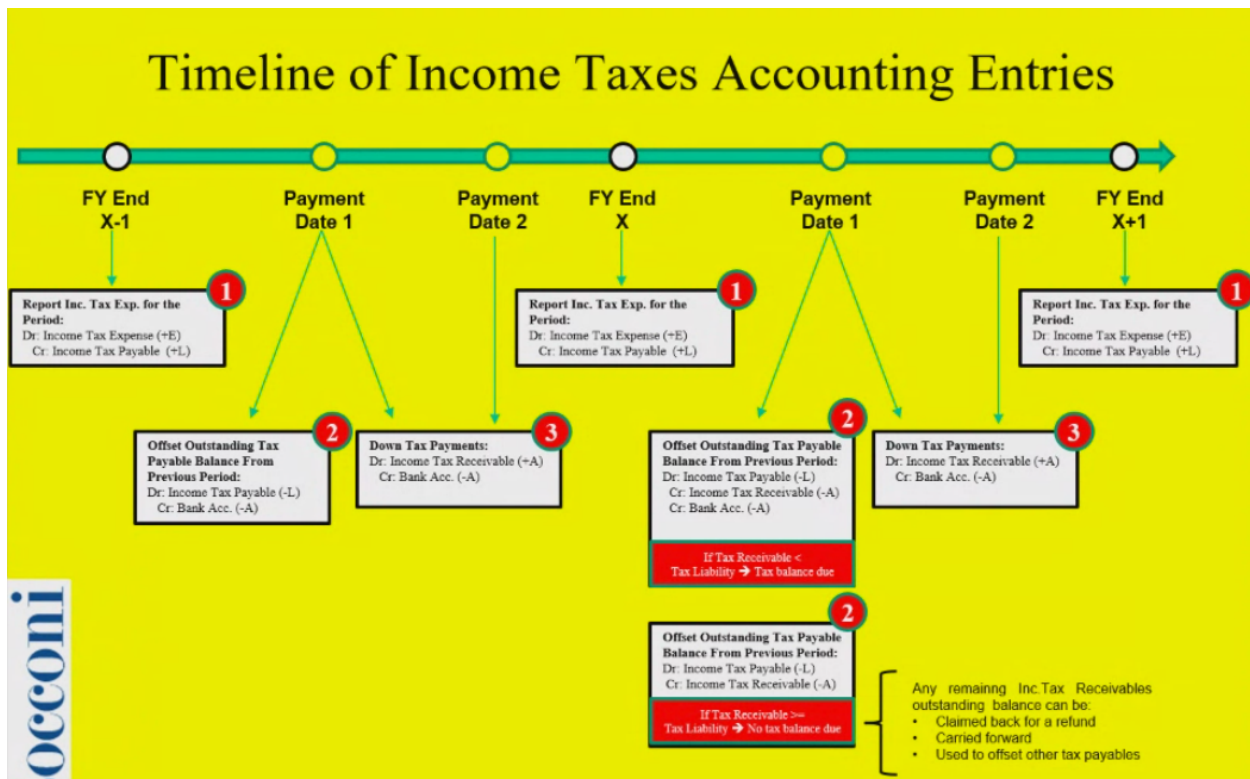 Timeline of Income Taxes Accounting Entries
FY End
X-1
Payment
Date 1
Payment
Date 2
FY End
X
Payment
Date 1
Payment
Date 2
FY End
X+1
1
Report Inc. Tax Exp. for the
Period:
Dr: Income Tax Expense (+E)
Cr: Income Tax Payable (+L)
1
Report Inc. Tax Exp. for the
Period:
Dr: Income Tax Expense (+E)
Cr: Income Tax Payable (+L)
1
Report Inc. Tax Exp. for the
Period:
Dr: Income Tax Expense (+E)
Cr: Income Tax Payable (+L)
2
Offset Outstanding Tax
Payable Balance From
Previous Period:
Dr: Income Tax Payable (-L)
Cr: Bank Acc. (-A)
3
Down Tax Payments:
Dr: Income Tax Receivable (+A)
Cr: Bank Acc. (-A)
2
Offset Outstanding Tax Payable
Balance From Previous Period:
Dr: Income Tax Payable (-L)
Cr: Income Tax Receivable (-A)
Cr: Bank Acc. (-A)
If Tax Receivable <
Tax Liability → Tax balance due
3
Down Tax Payments:
Dr: Income Tax Receivable (+A)
Cr: Bank Acc. (-A)
2
Offset Outstanding Tax Payable
Balance From Previous Period:
Dr: Income Tax Payable (-L)
Cr: Income Tax Receivable (-A)
If Tax Receivable >=
Tax Liability → No tax balance due
Any remaining Inc.Tax Receivables
outstanding balance can be:
• Claimed back for a refund
• Carried forward
• Used to offset other tax payables
occoni